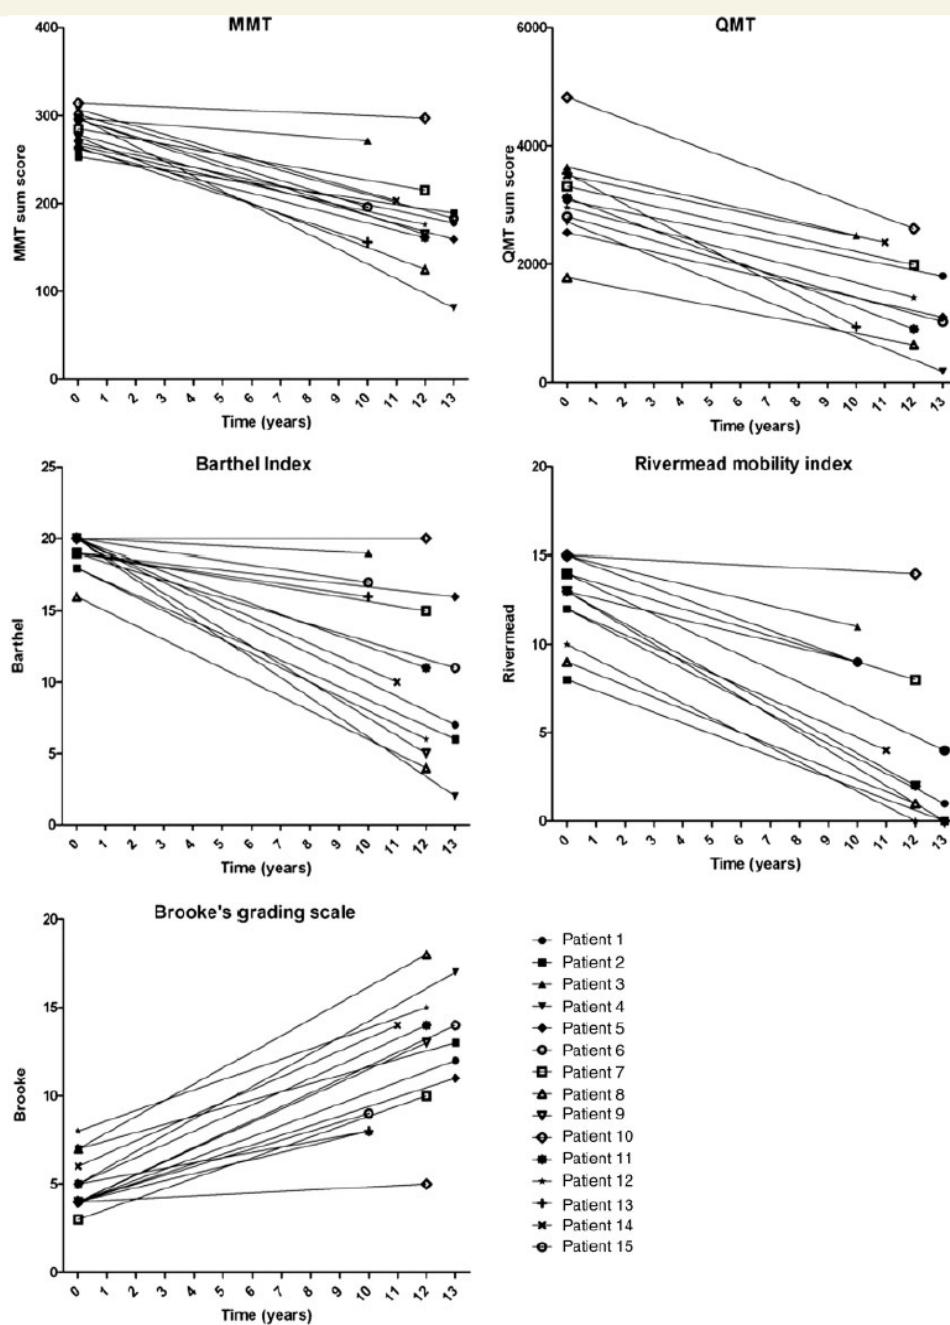 MMT
400
300
200
100
0
MMT sum score
0 1 2 3 4 5 6 7 8 9 10 11 12 13
Time (years)
QMT
6000
4000
2000
0
QMT sum score
0 1 2 3 4 5 6 7 8 9 10 11 12 13
Time (years)
Barthel Index
25
20
15
10
5
0
Barthel
0 1 2 3 4 5 6 7 8 9 10 11 12 13
Time (years)
Rivermead mobility index
20
15
10
5
0
Rivermead
0 1 2 3 4 5 6 7 8 9 10 11 12 13
Time (years)
Brooke's grading scale
20
15
10
5
0
Brooke
0 1 2 3 4 5 6 7 8 9 10 11 12 13
Time (years)
Patient 1
Patient 2
Patient 3
Patient 4
Patient 5
Patient 6
Patient 7
Patient 8
Patient 9
Patient 10
Patient 11
Patient 12
Patient 13
Patient 14
Patient 15